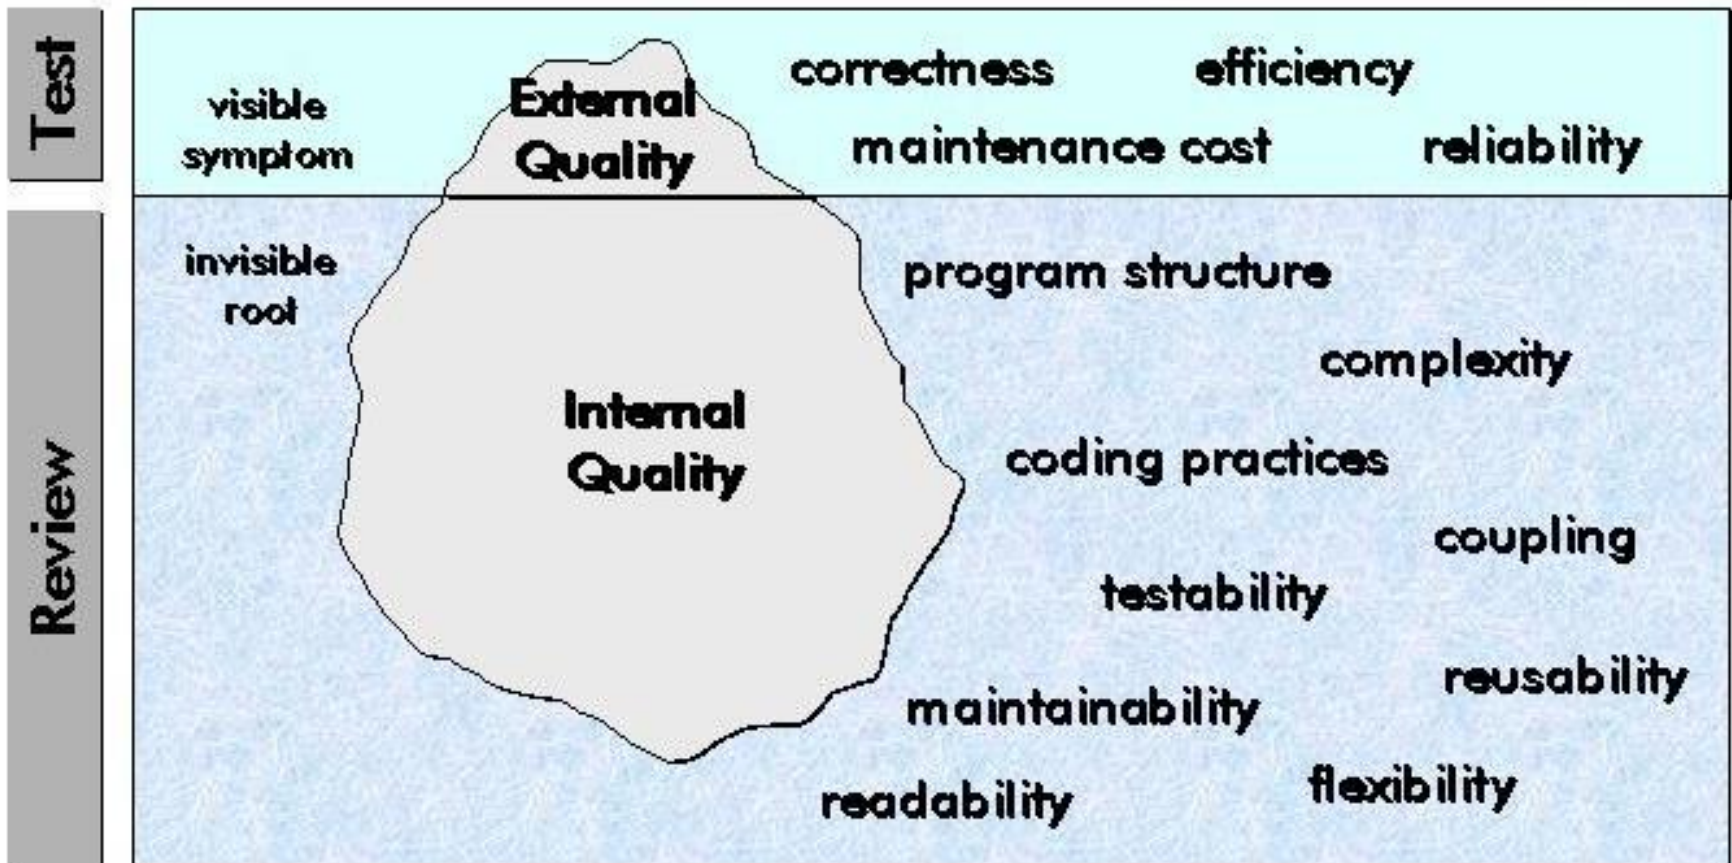 Test
visible
symptom
External
Quality
correctness
efficiency
maintenance cost
reliability
Review
invisible
root
Internal
Quality
program structure
complexity
coding practices
coupling
testability
reusability
maintainability
flexibility
readability